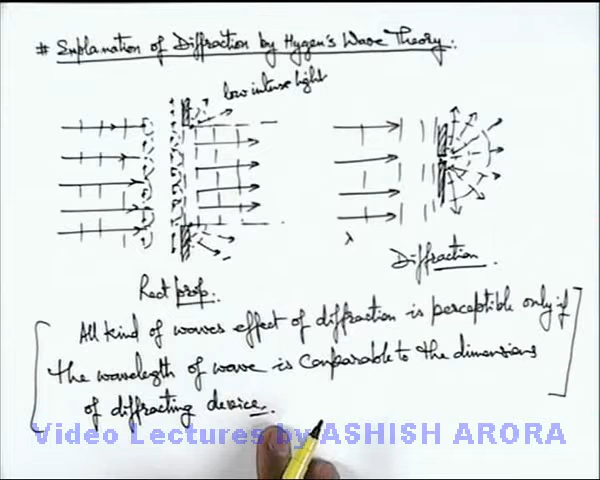 # Explanation of Diffraction by Hygen's Wave Theory.
low intense light
λ
Diffraction.
Rect prop.
All kind of waves effect of diffraction is perceptible only if
the wavelength of wave is comparable to the dimensions
of diffracting device.
Video Lectures by ASHISH ARORA